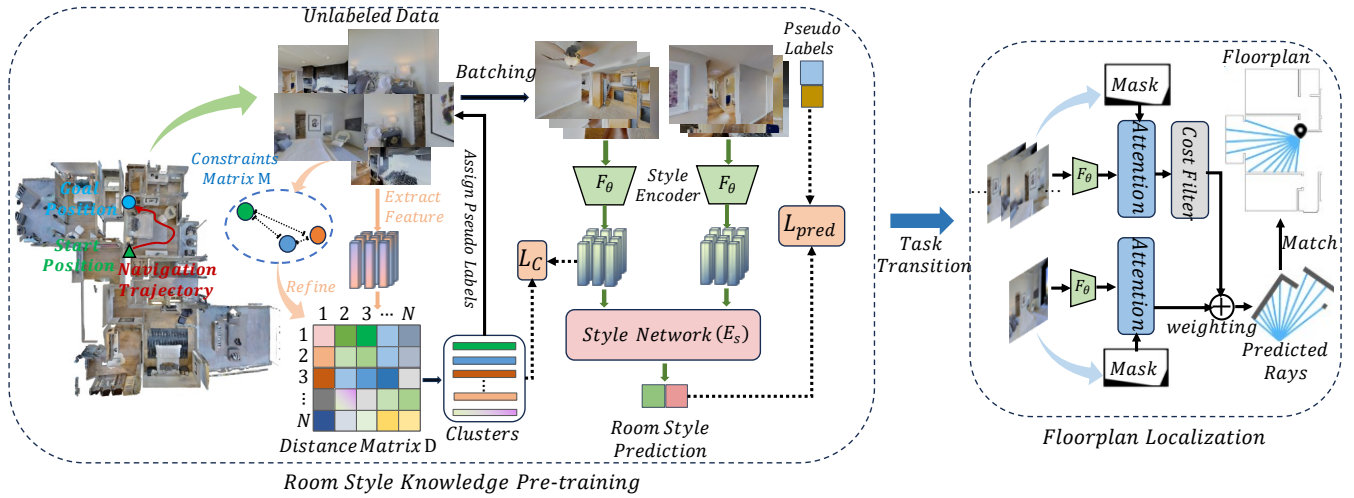 Unlabeled Data
Batching
Pseudo
Labels
Constraints
Matrix M
Extract
Feature
Assign Pseudo Labels
Goal
Position
Start
Position
Navigation
Trajectory
Refine
F_θ
Style
Encoder
F_θ
L_C
L_pred
Style Network (E_s)
Room Style
Prediction
1 2 3 ... N
1
2
3
⋮
N
Distance Matrix D
Clusters
Room Style Knowledge Pre-training
Task
Transition
Mask
F_θ
Attention
Cost Filter
Floorplan
Match
F_θ
Attention
Mask
weighting
Predicted
Rays
Floorplan Localization